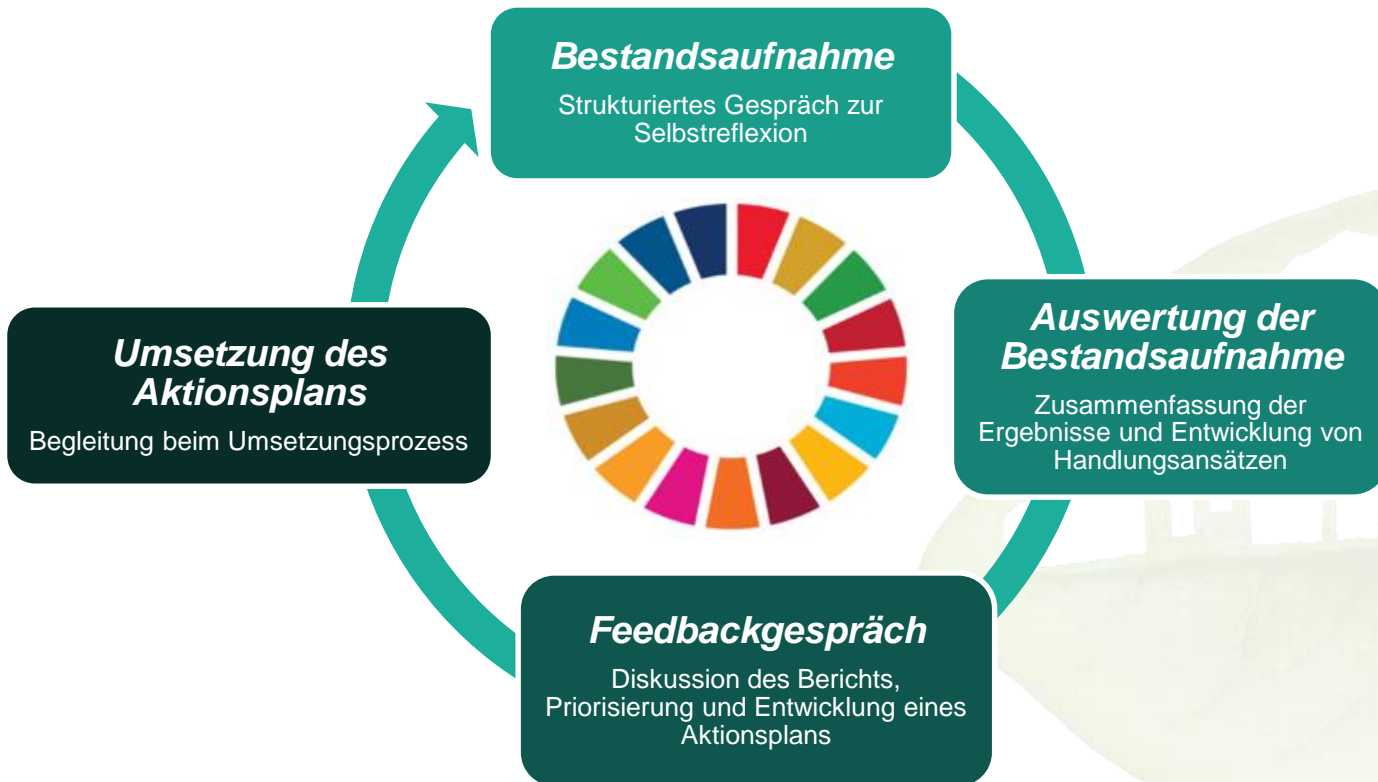 Bestandsaufnahme
Strukturiertes Gespräch zur
Selbstreflexion
Auswertung der
Bestandsaufnahme
Zusammenfassung der
Ergebnisse und Entwicklung von
Handlungsansätzen
Feedbackgespräch
Diskussion des Berichts,
Priorisierung und Entwicklung eines
Aktionsplans
Umsetzung des
Aktionsplans
Begleitung beim Umsetzungsprozess